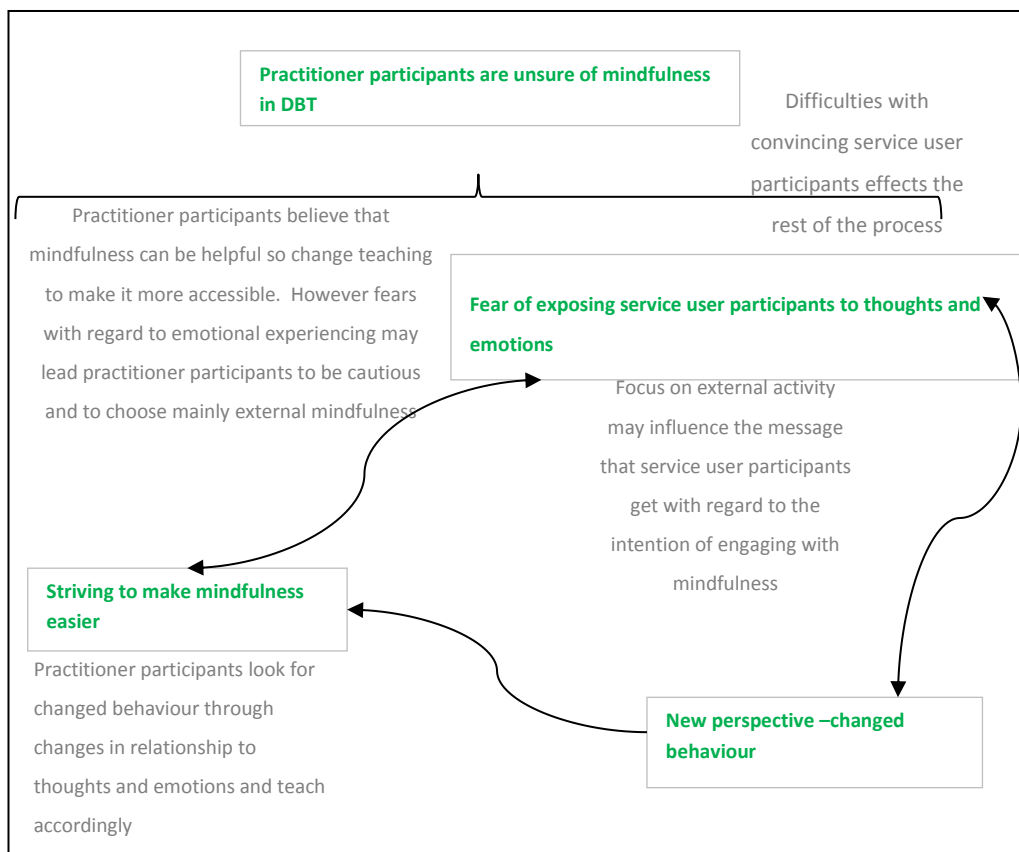 Practitioner participants are unsure of mindfulness
in DBT
Difficulties with
convincing service user
participants effects the
rest of the process
Practitioner participants believe that
mindfulness can be helpful so change teaching
to make it more accessible.  However fears
with regard to emotional experiencing may
lead practitioner participants to be cautious
and to choose mainly external mindfulness
Fear of exposing service user participants to thoughts and
emotions
Focus on external activity
may influence the message
that service user participants
get with regard to the
intention of engaging with
mindfulness
Striving to make mindfulness
easier
Practitioner participants look for
changed behaviour through
changes in relationship to
thoughts and emotions and teach
accordingly
New perspective –changed
behaviour